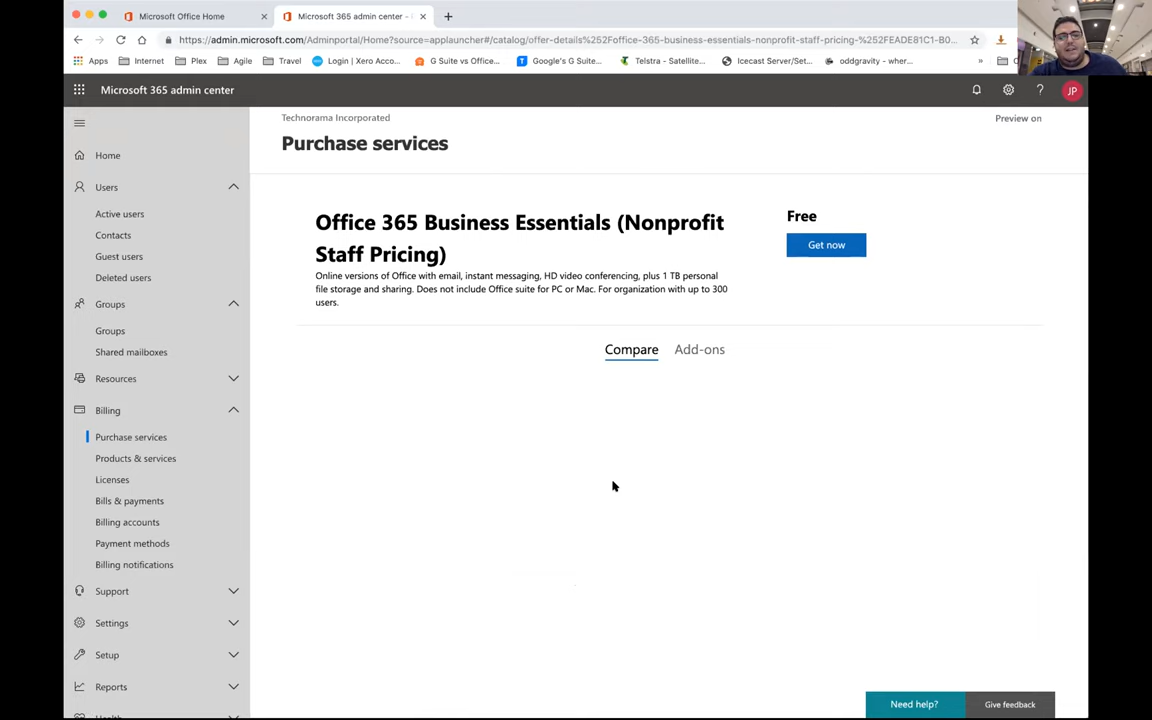 Microsoft Office Home
Microsoft 365 admin center -
https://admin.microsoft.com/Adminportal/Home?source=applauncher#/catalog/offer-details%252Foffice-365-business-essentials-nonprofit-staff-pricing-%252FEADE81C1-B0...
Apps Internet Plex Agile Travel Login | Xero Acco... G Suite vs Office... Google's G Suite... Telstra - Satellite... Icecast Server/Set... oddgravity - wher... »
Microsoft 365 admin center
JP
Technorama Incorporated
Preview on
Purchase services
Home
Users
Active users
Contacts
Guest users
Deleted users
Groups
Groups
Shared mailboxes
Resources
Billing
Purchase services
Products & services
Licenses
Bills & payments
Billing accounts
Payment methods
Billing notifications
Support
Settings
Setup
Reports
Office 365 Business Essentials (Nonprofit
Staff Pricing)
Online versions of Office with email, instant messaging, HD video conferencing, plus 1 TB personal
file storage and sharing. Does not include Office suite for PC or Mac. For organization with up to 300
users.
Free
Get now
Compare Add-ons
Need help?
Give feedback